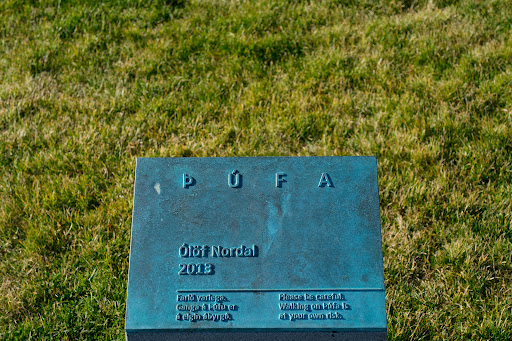 ÞÚFA
Ólöf Nordal
2013
Farið varlega.
Ganga á Þúfu er
á eigin ábyrgð.
Please be careful.
Walking on Þúfa is
at your own risk.